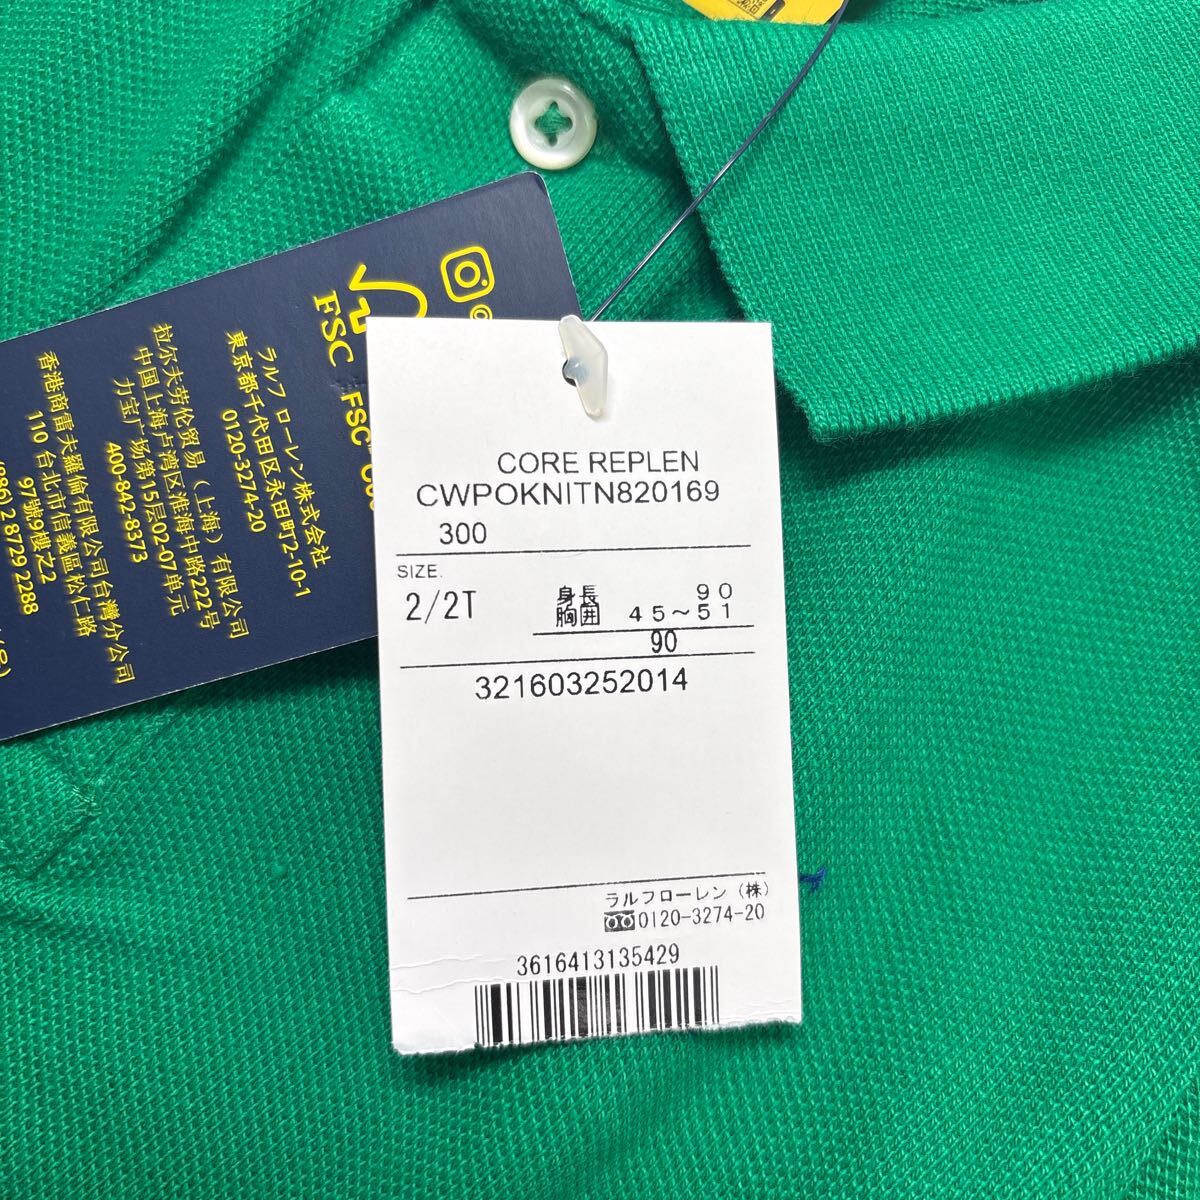 CORE REPLEN
CWPOKNITN820169
300
SIZE.
2/2T
身長 90
胸囲 45~51
90
321603252014
ラルフローレン(株)
0120-3274-20
3616413135429
FSC
FSC
ラルフ ローレン株式会社
東京都千代田区永田町2-10-1
0120-3274-20
拉尔夫劳伦贸易(上海)有限公司
中国上海卢湾区淮海中路222号
力宝广场第15层02-07单元
400-842-8373
香港商雷夫羅倫有限公司台灣分公司
110 台北市信義區松仁路
97號9樓之2
886)2 8729 2288